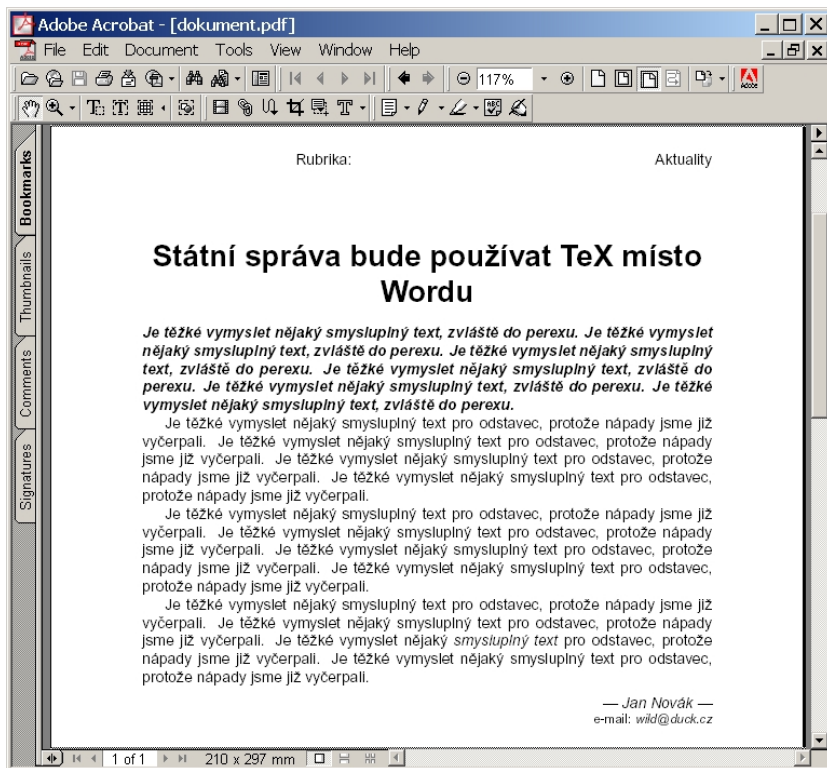 Adobe Acrobat - [dokument.pdf]
File Edit Document Tools View Window Help
117%
Adobe
Bookmarks
Thumbnails
Comments
Signatures
Rubrika: Aktuality
Státní správa bude používat TeX místo
Wordu
Je těžké vymyslet nějaký smysluplný text, zvláště do perexu. Je těžké vymyslet
nějaký smysluplný text, zvláště do perexu. Je těžké vymyslet nějaký smysluplný
text, zvláště do perexu. Je těžké vymyslet nějaký smysluplný text, zvláště do
perexu. Je těžké vymyslet nějaký smysluplný text, zvláště do perexu. Je těžké
vymyslet nějaký smysluplný text, zvláště do perexu.
Je těžké vymyslet nějaký smysluplný text pro odstavec, protože nápady jsme již
vyčerpali. Je těžké vymyslet nějaký smysluplný text pro odstavec, protože nápady
jsme již vyčerpali. Je těžké vymyslet nějaký smysluplný text pro odstavec, protože
nápady jsme již vyčerpali. Je těžké vymyslet nějaký smysluplný text pro odstavec,
protože nápady jsme již vyčerpali.
Je těžké vymyslet nějaký smysluplný text pro odstavec, protože nápady jsme již
vyčerpali. Je těžké vymyslet nějaký smysluplný text pro odstavec, protože nápady
jsme již vyčerpali. Je těžké vymyslet nějaký smysluplný text pro odstavec, protože
nápady jsme již vyčerpali. Je těžké vymyslet nějaký smysluplný text pro odstavec,
protože nápady jsme již vyčerpali.
Je těžké vymyslet nějaký smysluplný text pro odstavec, protože nápady jsme již
vyčerpali. Je těžké vymyslet nějaký smysluplný text pro odstavec, protože nápady
jsme již vyčerpali. Je těžké vymyslet nějaký smysluplný text pro odstavec, protože
nápady jsme již vyčerpali. Je těžké vymyslet nějaký smysluplný text pro odstavec,
protože nápady jsme již vyčerpali.
— Jan Novák —
e-mail: wild@duck.cz
1 of 1 210 x 297 mm